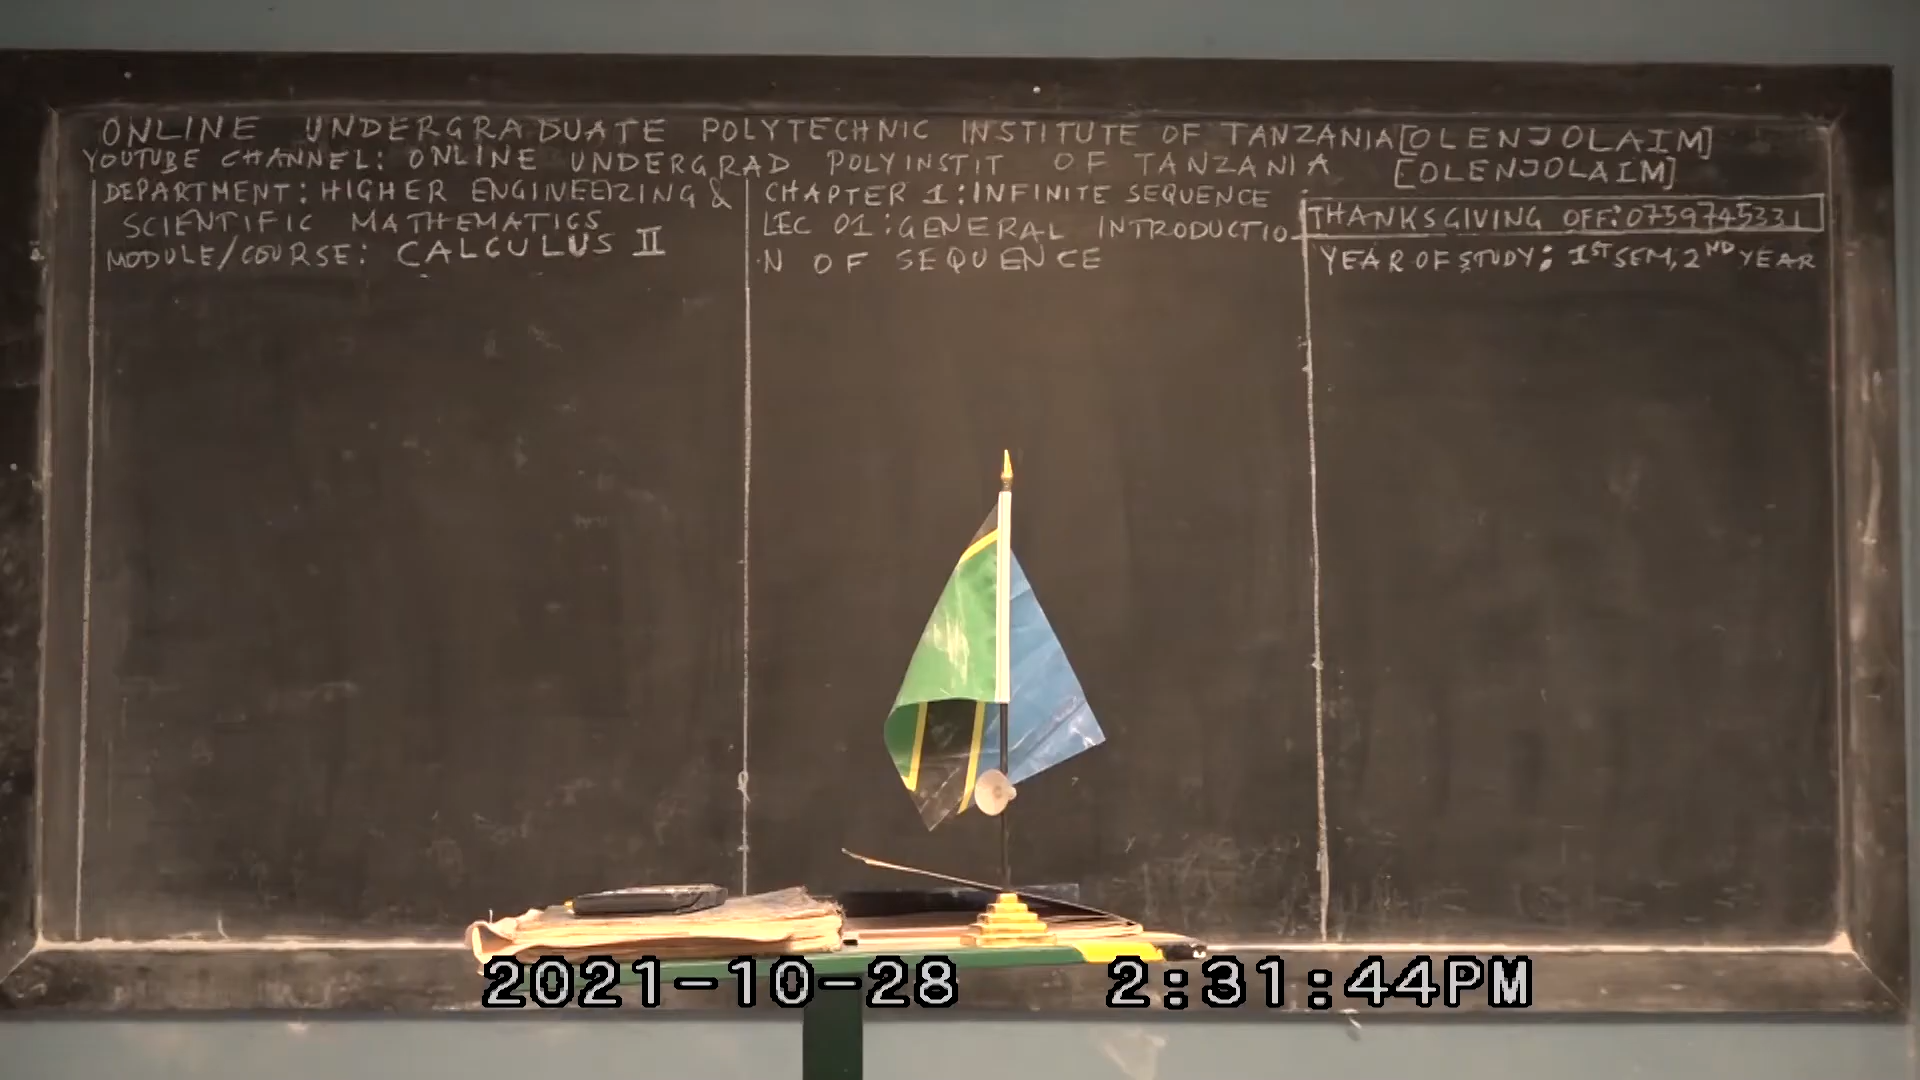 ONLINE UNDERGRADUATE POLYTECHNIC INSTITUTE OF TANZANIA[OLENJOLAIM]
YOUTUBE CHANNEL: ONLINE UNDERGRAD POLYINSTIT OF TANZANIA [OLENJOLAIM]
DEPARTMENT: HIGHER ENGINEERING &
SCIENTIFIC MATHEMATICS
MODULE/COURSE: CALCULUS II
CHAPTER 1: INFINITE SEQUENCE
LEC 01: GENERAL INTRODUCTIO
N OF SEQUENCE
THANKSGIVING OFF: 0759745331
YEAR OF STUDY: 1ST SEM, 2ND YEAR
2021-10-28 2:31:44PM